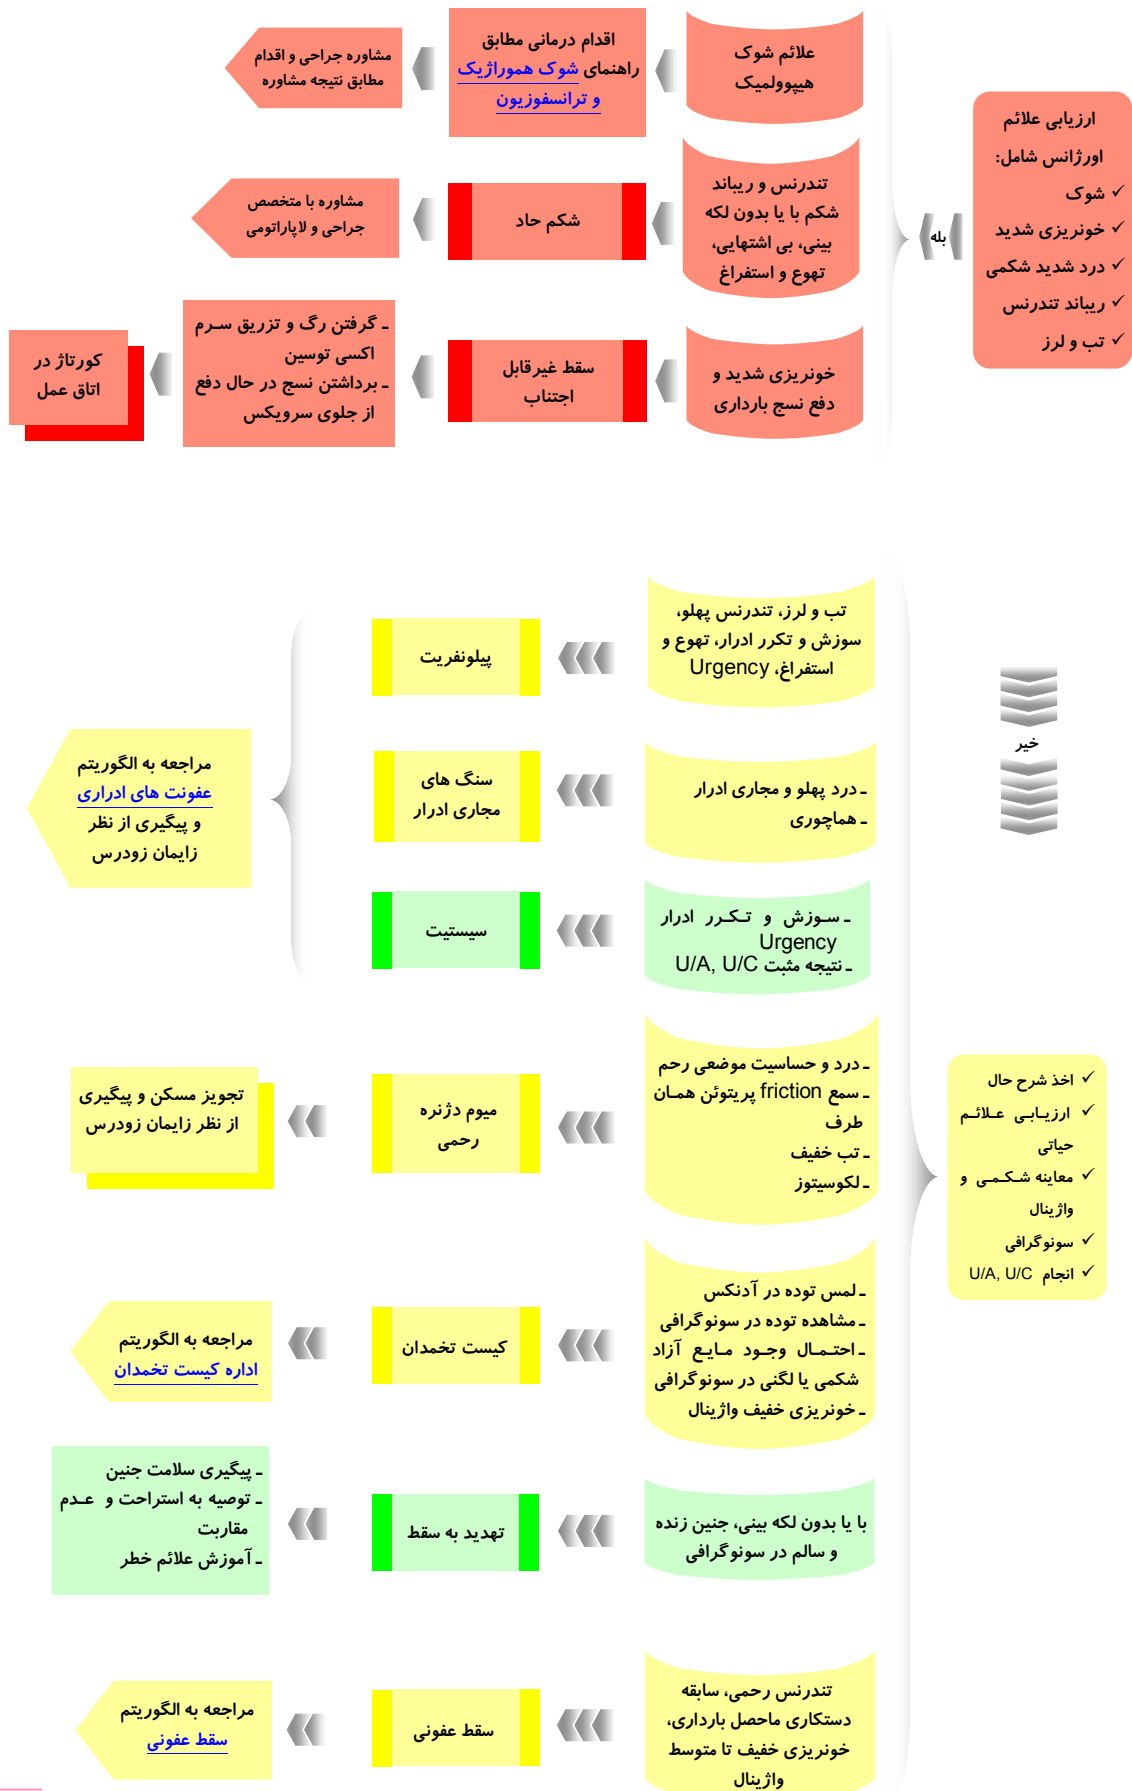 ارزیابی علائم
اورژانس شامل:
✓ شوک
✓ خونریزی شدید
✓ درد شدید شکمی
✓ ریباند تندرنس
✓ تب و لرز
بله
علائم شوک
هیپوولمیک
اقدام درمانی مطابق
راهنمای شوک هموراژیک
و ترانسفوزیون
مشاوره جراحی و اقدام
مطابق نتیجه مشاوره
تندرنس و ریباند
شکم با یا بدون لکه
بینی، بی اشتهایی،
تهوع و استفراغ
شکم حاد
مشاوره با متخصص
جراحی و لاپاراتومی
خونریزی شدید و
دفع نسج بارداری
سقط غیرقابل
اجتناب
ـ گرفتن رگ و تزریق سرم
اکسی توسین
ـ برداشتن نسج در حال دفع
از جلوی سرویکس
کورتاژ در
اتاق عمل
خیر
✓ اخذ شرح حال
✓ ارزیابی علائم
حیاتی
✓ معاینه شکمی و
واژینال
✓ سونوگرافی
✓ انجام U/A, U/C
تب و لرز، تندرنس پهلو،
سوزش و تکرر ادرار، تهوع و
استفراغ، Urgency
پیلونفریت
ـ درد پهلو و مجاری ادرار
ـ هماچوری
سنگ های
مجاری ادرار
ـ سوزش و تکرر ادرار
Urgency
ـ نتیجه مثبت U/A, U/C
سیستیت
مراجعه به الگوریتم
عفونت های ادراری
و پیگیری از نظر
زایمان زودرس
ـ درد و حساسیت موضعی رحم
ـ سمع friction پریتوئن همان
طرف
ـ تب خفیف
ـ لکوسیتوز
میوم دژنره
رحمی
تجویز مسکن و پیگیری
از نظر زایمان زودرس
ـ لمس توده در آدنکس
ـ مشاهده توده در سونوگرافی
ـ احتمال وجود مایع آزاد
شکمی یا لگنی در سونوگرافی
ـ خونریزی خفیف واژینال
کیست تخمدان
مراجعه به الگوریتم
اداره کیست تخمدان
با یا بدون لکه بینی، جنین زنده
و سالم در سونوگرافی
تهدید به سقط
ـ پیگیری سلامت جنین
ـ توصیه به استراحت و عدم
مقاربت
ـ آموزش علائم خطر
تندرنس رحمی، سابقه
دستکاری ماحصل بارداری،
خونریزی خفیف تا متوسط
واژینال
سقط عفونی
مراجعه به الگوریتم
سقط عفونی